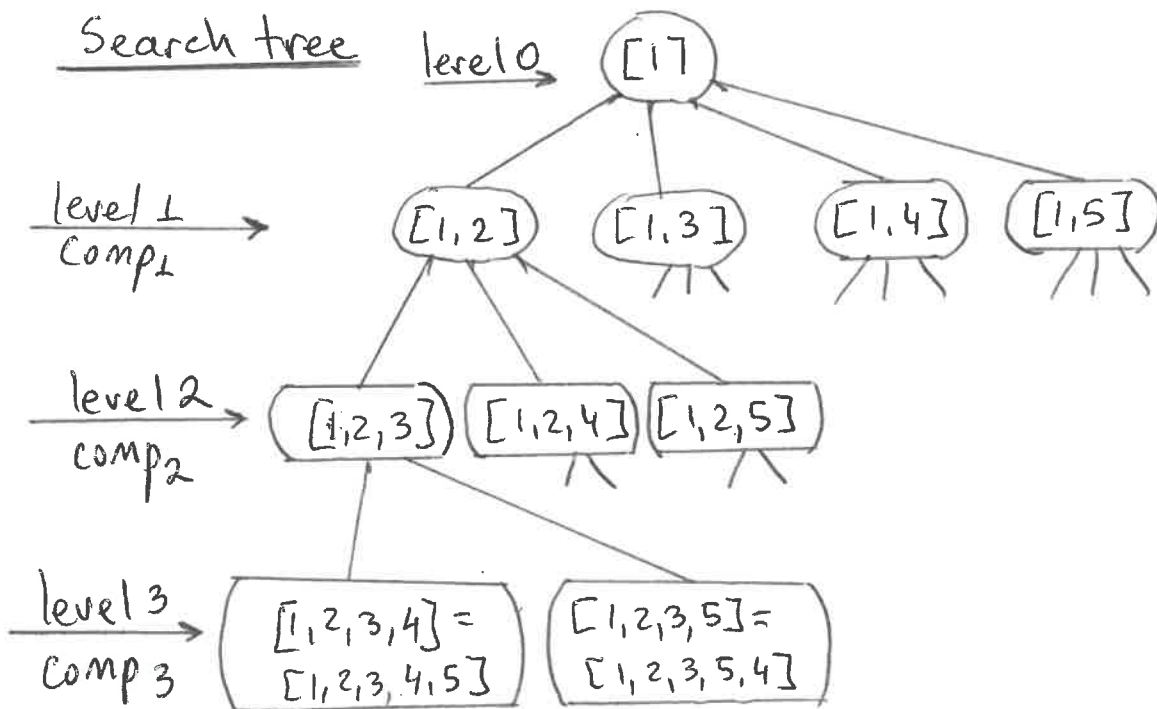 Search tree
level 0
[1]
level 1
comp1
[1,2]
[1,3]
[1,4]
[1,5]
level 2
comp2
[1,2,3]
[1,2,4]
[1,2,5]
level 3
comp3
[1,2,3,4]=
[1,2,3,4,5]
[1,2,3,5]=
[1,2,3,5,4]